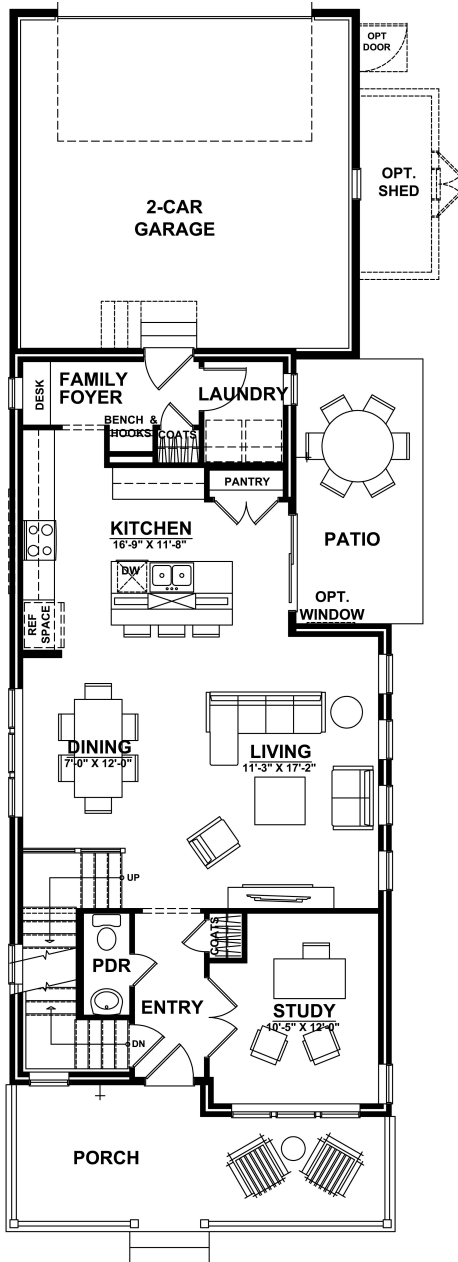 OPT
DOOR
OPT.
SHED
2-CAR
GARAGE
DESK
FAMILY
FOYER
LAUNDRY
BENCH &
HOOKS
COATS
PANTRY
KITCHEN
16'-9" X 11'-8"
PATIO
DW
OPT.
WINDOW
REF
SPACE
DINING
7'-0" X 12'-0"
LIVING
11'-3" X 17'-2"
UP
COATS
PDR
ENTRY
STUDY
10'-5" X 12'-0"
DN
PORCH